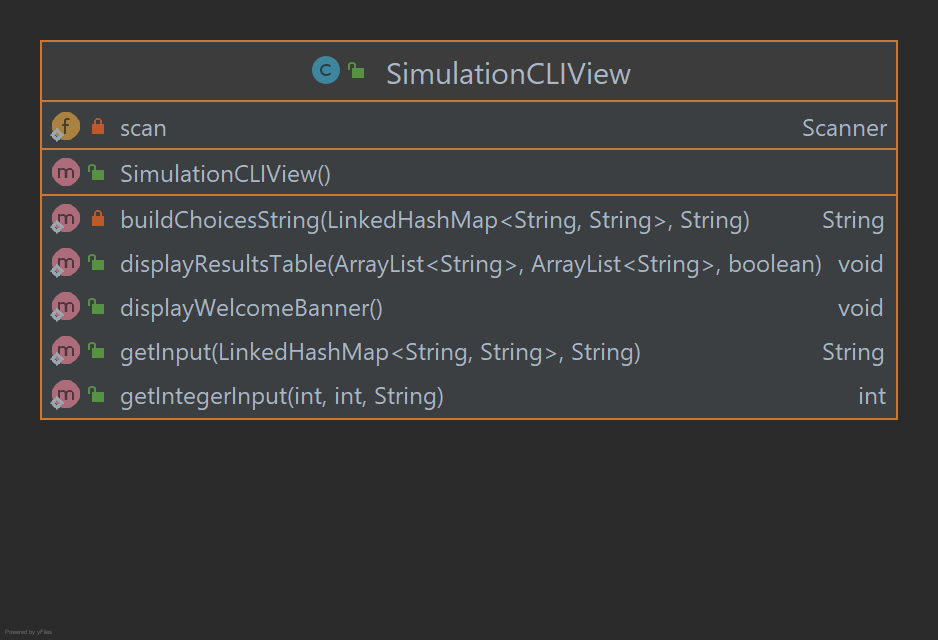 C SimulationCLIView
f scan Scanner
m SimulationCLIView()
m buildChoicesString(LinkedHashMap<String, String>, String) String
m displayResultsTable(ArrayList<String>, ArrayList<String>, boolean) void
m displayWelcomeBanner() void
m getInput(LinkedHashMap<String, String>, String) String
m getIntegerInput(int, int, String) int
Powered by yFiles